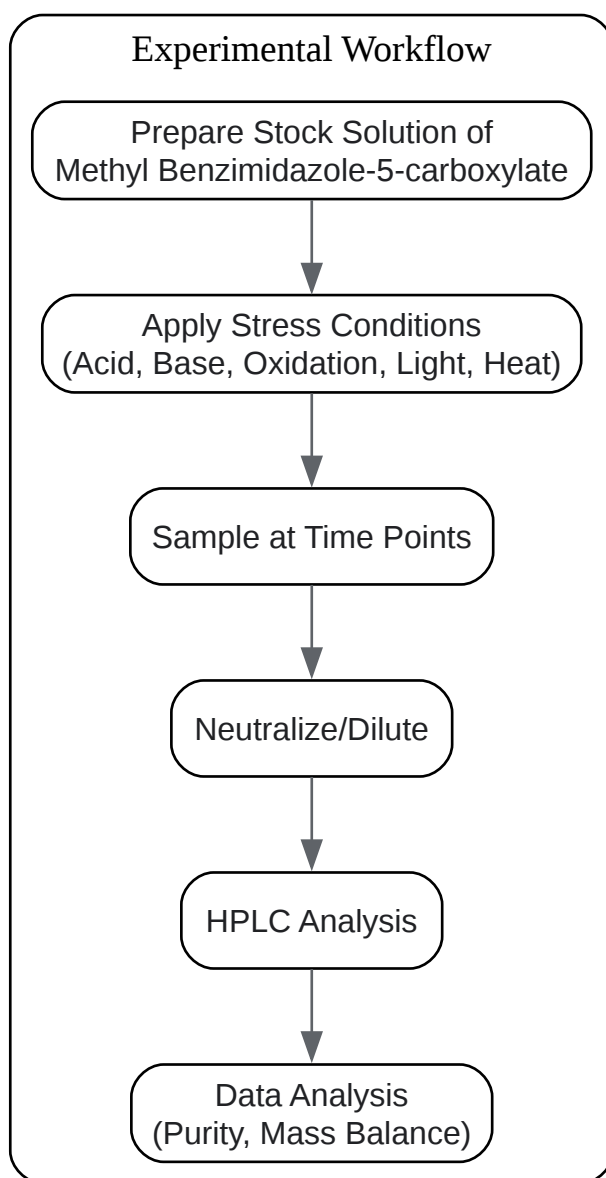 Experimental Workflow
Prepare Stock Solution of
Methyl Benzimidazole-5-carboxylate
Apply Stress Conditions
(Acid, Base, Oxidation, Light, Heat)
Sample at Time Points
Neutralize/Dilute
HPLC Analysis
Data Analysis
(Purity, Mass Balance)